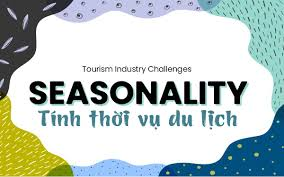 Tourism Industry Challenges
SEASONALITY
Tính thời vụ du lịch